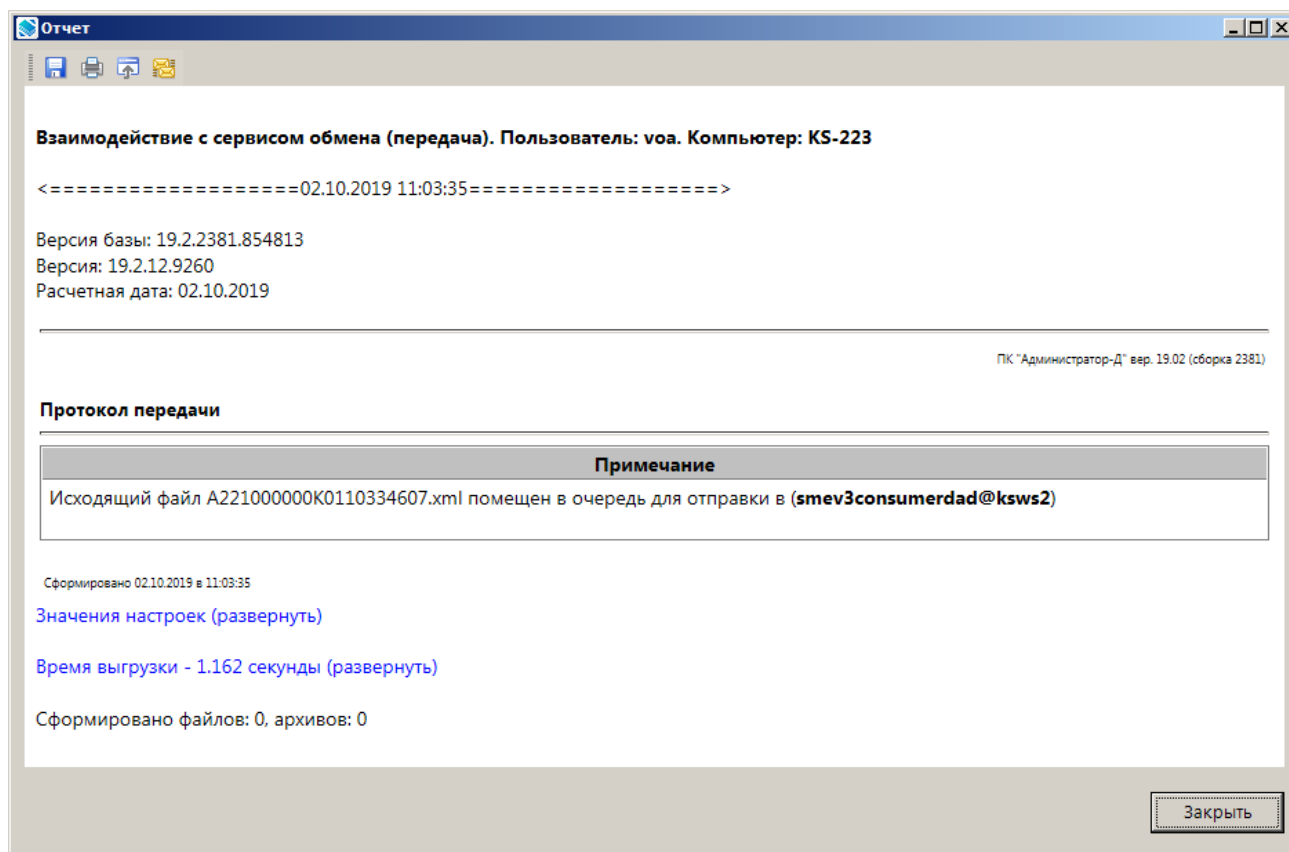 Отчет
Взаимодействие с сервисом обмена (передача). Пользователь: voa. Компьютер: KS-223
<===================02.10.2019 11:03:35===================>
Версия базы: 19.2.2381.854813
Версия: 19.2.12.9260
Расчетная дата: 02.10.2019
ПК "Администратор-Д" вер. 19.02 (сборка 2381)
Протокол передачи
Примечание
Исходящий файл A221000000K0110334607.xml помещен в очередь для отправки в (smev3consumerdad@ksws2)
Сформировано 02.10.2019 в 11:03:35
Значения настроек (развернуть)
Время выгрузки - 1.162 секунды (развернуть)
Сформировано файлов: 0, архивов: 0
Закрыть